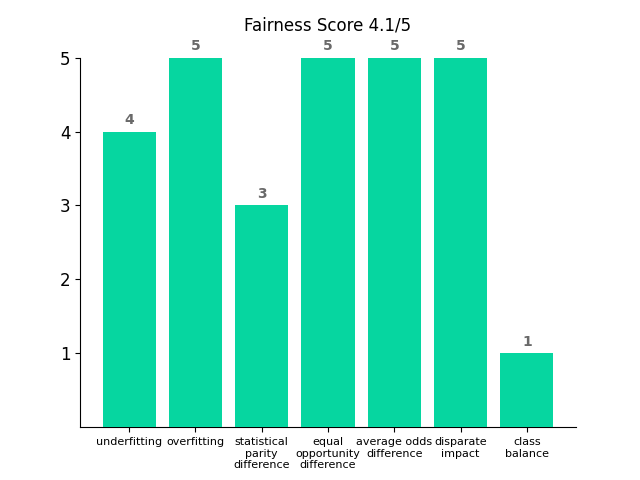 Fairness Score 4.1/5
5
4
3
2
1
4
5
3
5
5
5
1
underfitting
overfitting
statistical
parity
difference
equal
opportunity
difference
average odds
difference
disparate
impact
class
balance